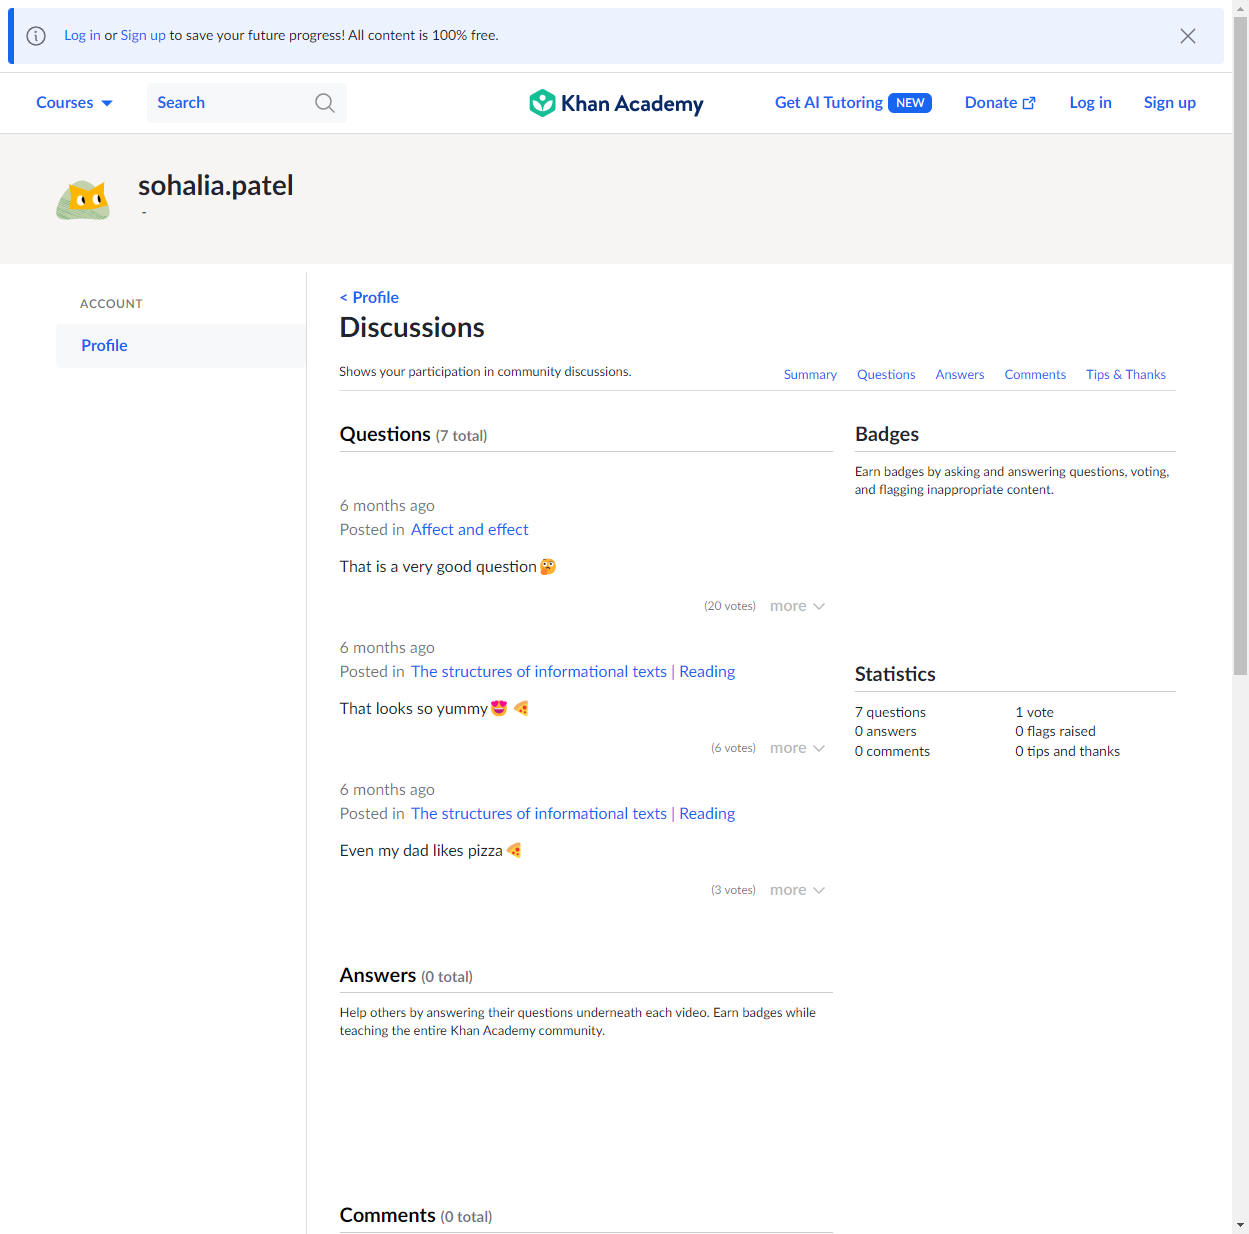 Log in or Sign up to save your future progress! All content is 100% free.
Courses
Search
Khan Academy
Get AI Tutoring NEW
Donate
Log in
Sign up
sohalia.patel
-
ACCOUNT
Profile
< Profile
Discussions
Shows your participation in community discussions.
Summary
Questions
Answers
Comments
Tips & Thanks
Questions (7 total)
6 months ago
Posted in Affect and effect
That is a very good question🤔
(20 votes) more
6 months ago
Posted in The structures of informational texts | Reading
That looks so yummy😍 🍕
(6 votes) more
6 months ago
Posted in The structures of informational texts | Reading
Even my dad likes pizza🍕
(3 votes) more
Badges
Earn badges by asking and answering questions, voting,
and flagging inappropriate content.
Statistics
7 questions
1 vote
0 answers
0 flags raised
0 comments
0 tips and thanks
Answers (0 total)
Help others by answering their questions underneath each video. Earn badges while
teaching the entire Khan Academy community.
Comments (0 total)